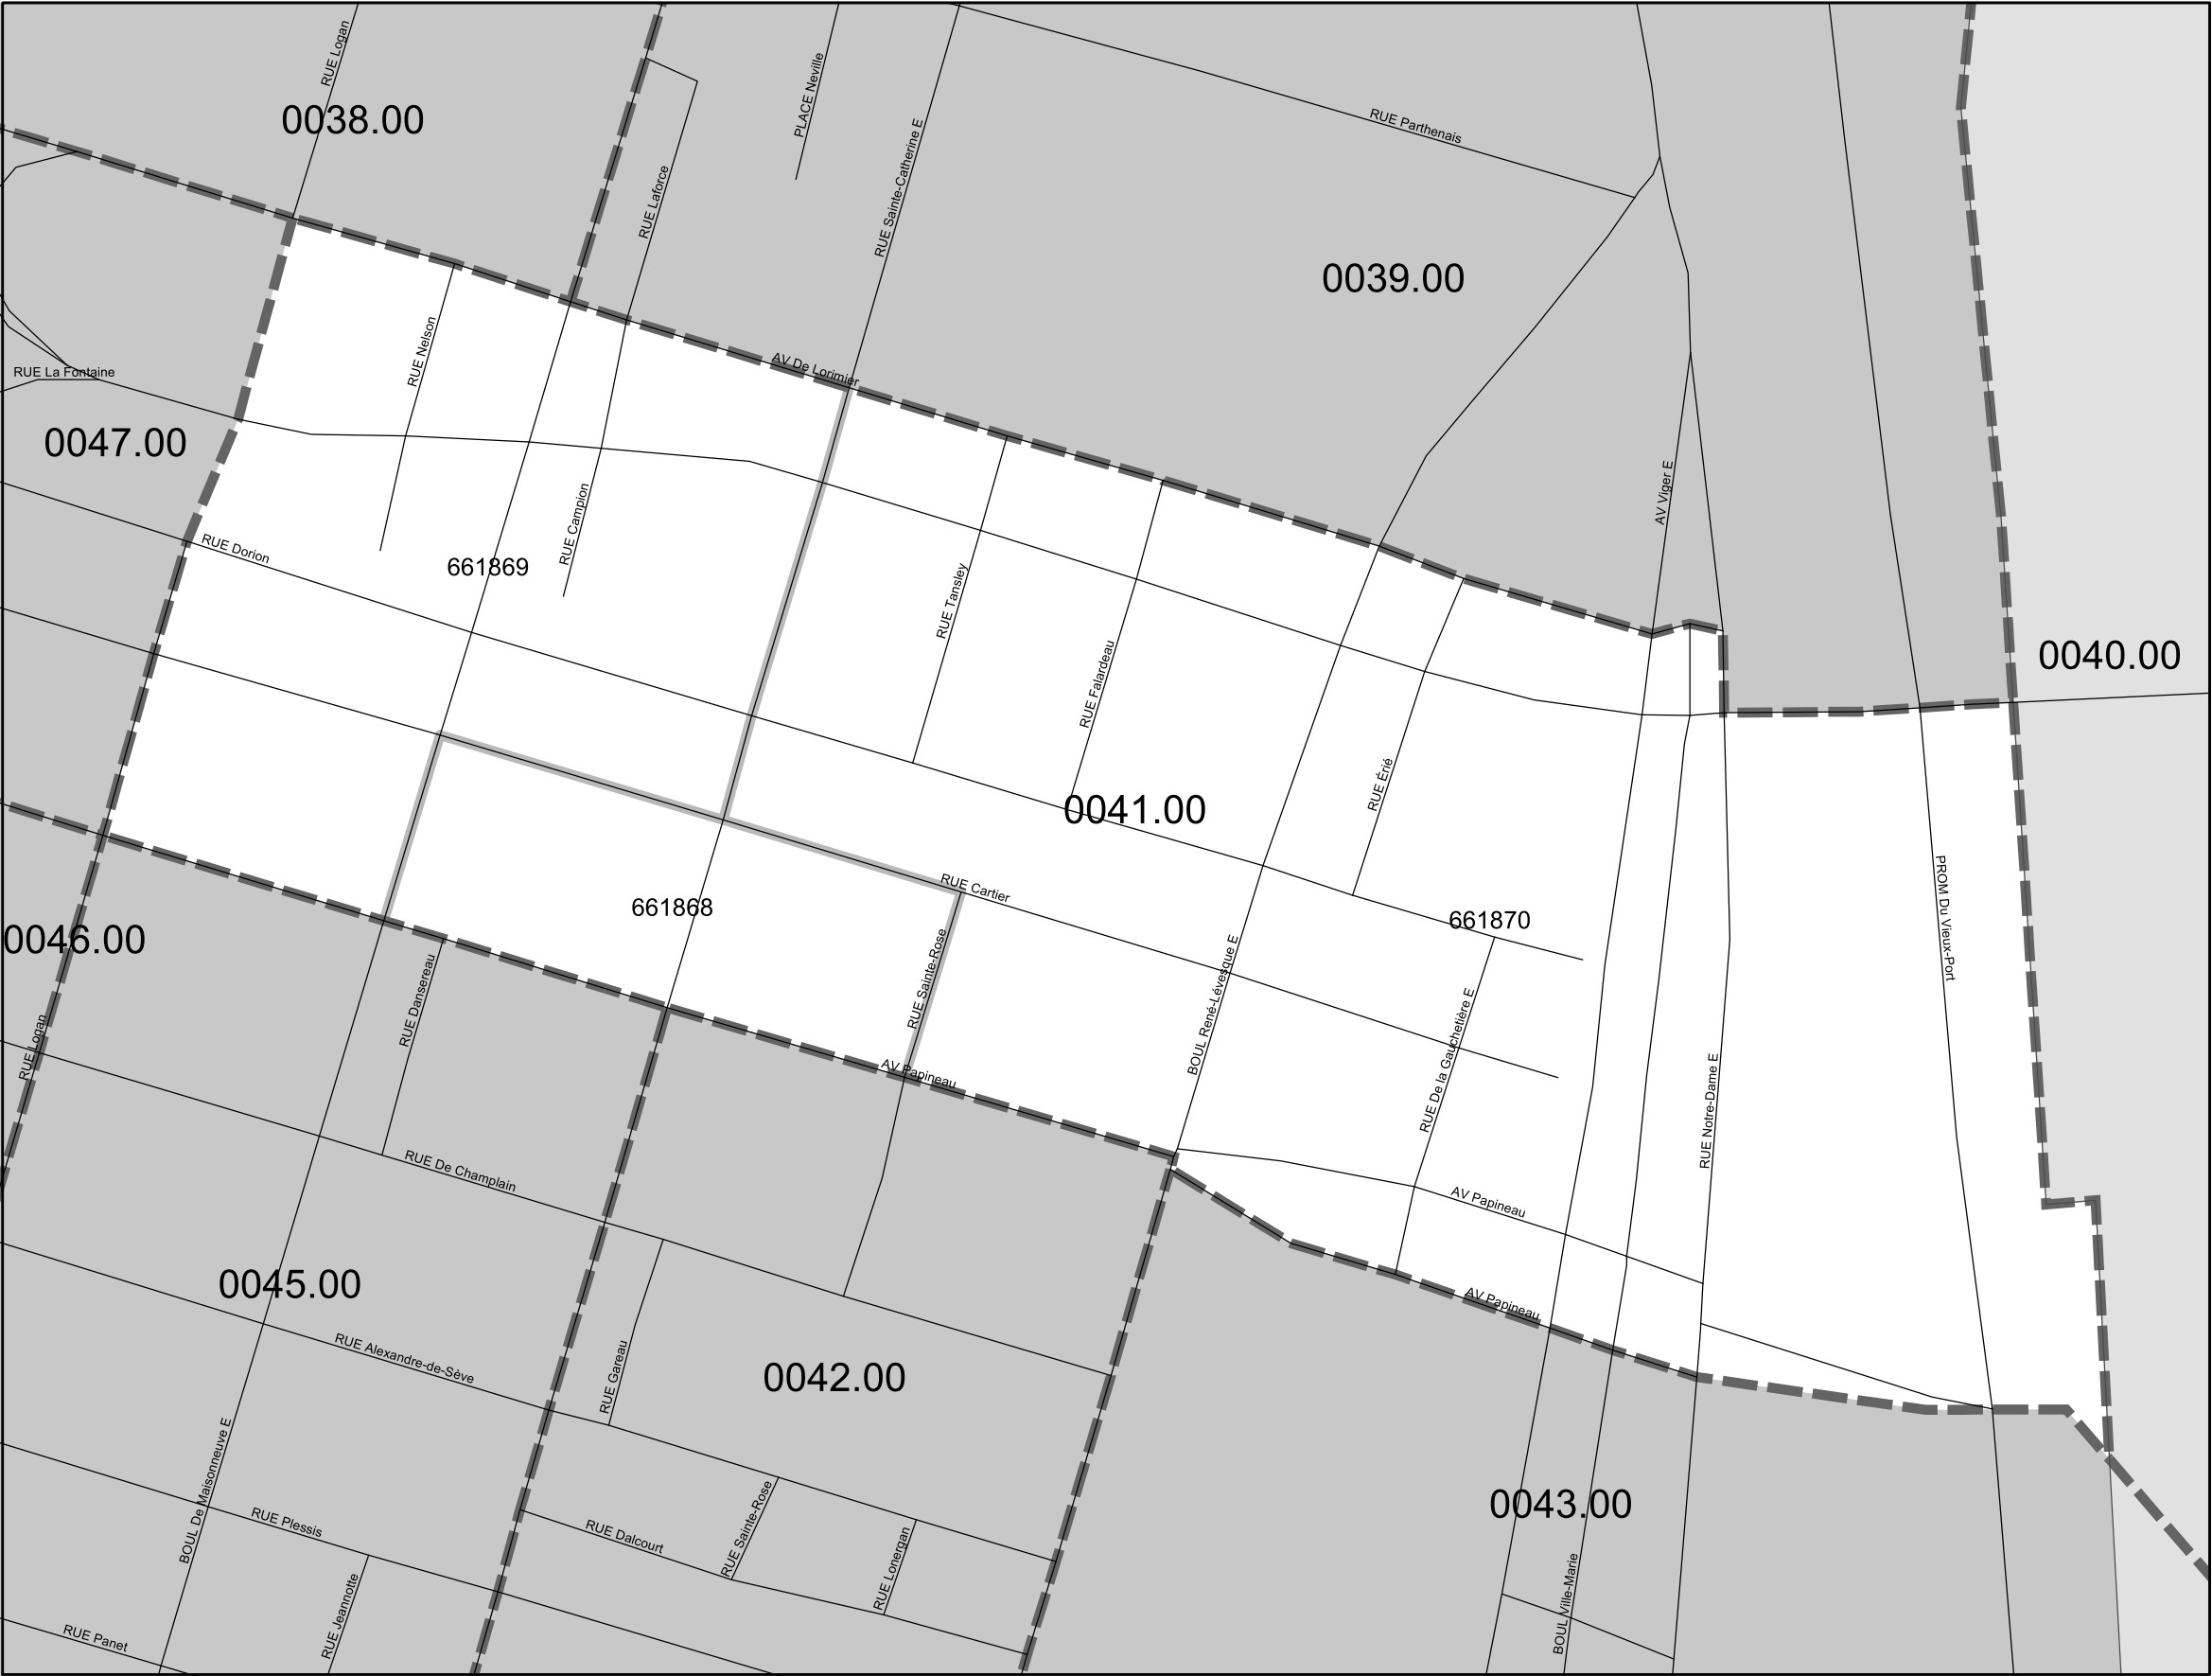 RUE Logan
0038.00
PLACE Neville
RUE Parthenais
RUE Sainte-Catherine E
RUE Laforce
0039.00
RUE Nelson
AV De Lorimier
RUE La Fontaine
0047.00
AV Viger E
RUE Dorion
RUE Campion
661869
RUE Tansley
RUE Falardeau
0040.00
RUE Érié
0041.00
RUE Cartier
661868
661870
PROM Du Vieux-Port
0046.00
RUE Sainte-Rose
RUE Dansereau
BOUL René-Lévesque E
RUE De la Gauchetière E
RUE Logan
AV Papineau
RUE Notre-Dame E
RUE De Champlain
AV Papineau
0045.00
AV Papineau
RUE Alexandre-de-Sève
RUE Gareau
0042.00
BOUL De Maisonneuve E
0043.00
RUE Plessis
RUE Dalcourt
RUE Sainte-Rose
RUE Lonergan
RUE Jeannotte
BOUL Ville-Marie
RUE Panet